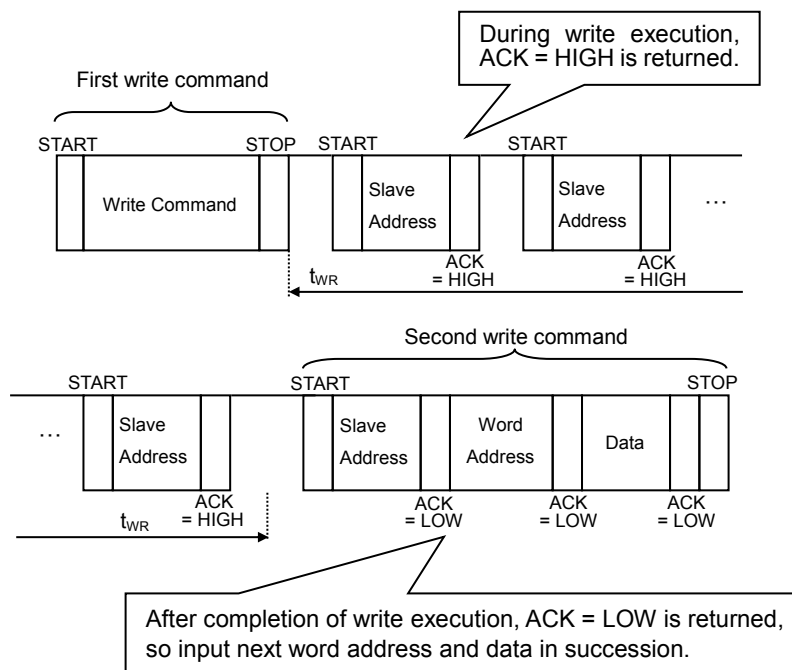 During write execution,
ACK = HIGH is returned.
First write command
START STOP START START
Write Command
Slave
Address
Slave
Address
…
ACK
= HIGH
ACK
= HIGH
tWR
Second write command
START START STOP
…
Slave
Address
Slave
Address
Word
Address
Data
ACK
= HIGH
ACK
= LOW
ACK
= LOW
ACK
= LOW
tWR
After completion of write execution, ACK = LOW is returned,
so input next word address and data in succession.